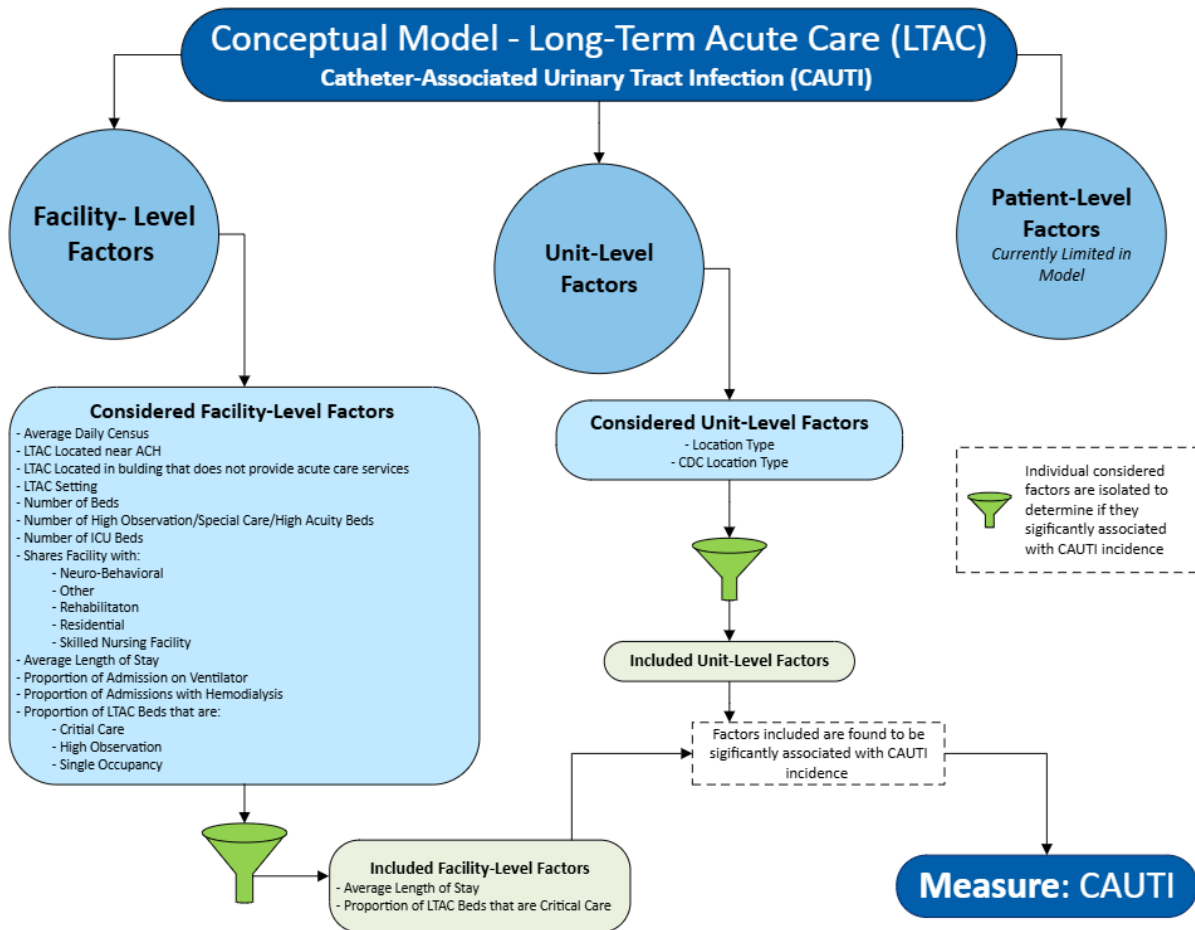 Conceptual Model - Long-Term Acute Care (LTAC)
Catheter-Associated Urinary Tract Infection (CAUTI)
Facility- Level
Factors
Unit-Level
Factors
Patient-Level
Factors
Currently Limited in
Model
Considered Facility-Level Factors
- Average Daily Census
- LTAC Located near ACH
- LTAC Located in bulding that does not provide acute care services
- LTAC Setting
- Number of Beds
- Number of High Observation/Special Care/High Acuity Beds
- Number of ICU Beds
- Shares Facility with:
- Neuro-Behavioral
- Other
- Rehabilitaton
- Residential
- Skilled Nursing Facility
- Average Length of Stay
- Proportion of Admission on Ventilator
- Proportion of Admissions with Hemodialysis
- Proportion of LTAC Beds that are:
- Critial Care
- High Observation
- Single Occupancy
Considered Unit-Level Factors
- Location Type
- CDC Location Type
Individual considered
factors are isolated to
determine if they
sigificantly associated
with CAUTI incidence
Included Unit-Level Factors
Factors included are found to be
sigificantly associated with CAUTI
incidence
Included Facility-Level Factors
- Average Length of Stay
- Proportion of LTAC Beds that are Critical Care
Measure: CAUTI